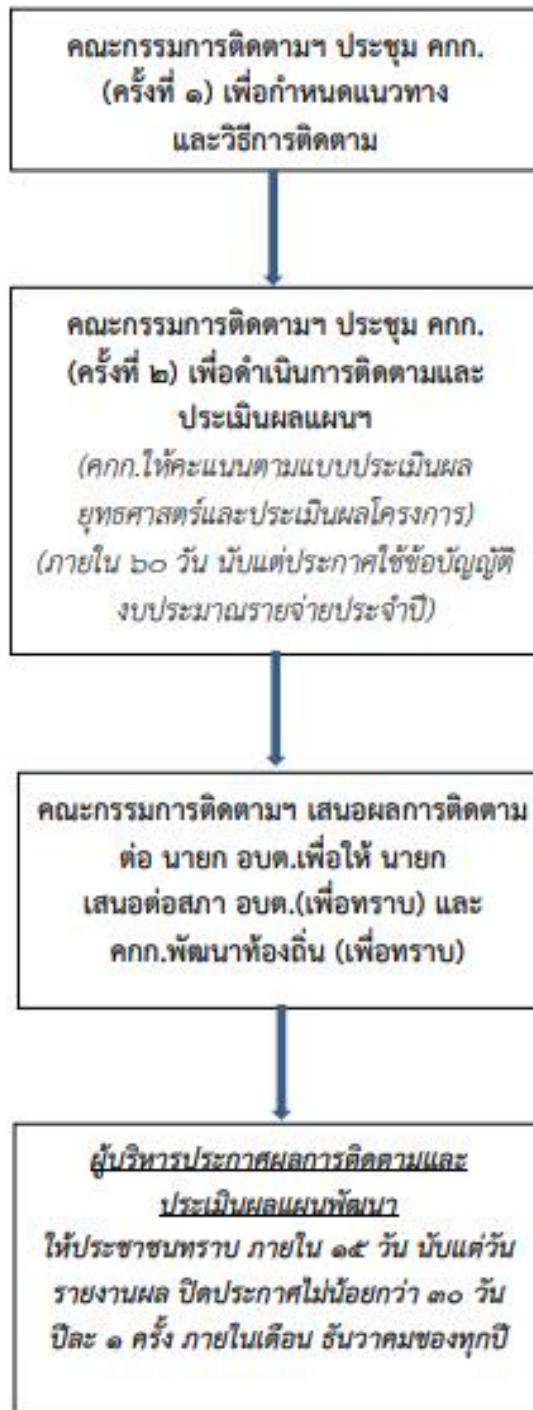 คณะกรรมการติดตามฯ ประชุม คกก.
(ครั้งที่ ๑) เพื่อกำหนดแนวทาง
และวิธีการติดตาม
คณะกรรมการติดตามฯ ประชุม คกก.
(ครั้งที่ ๒) เพื่อดำเนินการติดตามและ
ประเมินผลแผนฯ
(คกก.ให้คะแนนตามแบบประเมินผล
ยุทธศาสตร์และประเมินผลโครงการ)
(ภายใน ๖๐ วัน นับแต่ประกาศใช้ข้อบัญญัติ
งบประมาณรายจ่ายประจำปี)
คณะกรรมการติดตามฯ เสนอผลการติดตาม
ต่อ นายก อบต.เพื่อให้ นายก
เสนอต่อสภา อบต.(เพื่อทราบ) และ
คกก.พัฒนาท้องถิ่น (เพื่อทราบ)
ผู้บริหารประกาศผลการติดตามและ
ประเมินผลแผนพัฒนา
ให้ประชาชนทราบ ภายใน ๑๕ วัน นับแต่วัน
รายงานผล ปิดประกาศไม่น้อยกว่า ๓๐ วัน
ปีละ ๑ ครั้ง ภายในเดือน ธันวาคมของทุกปี